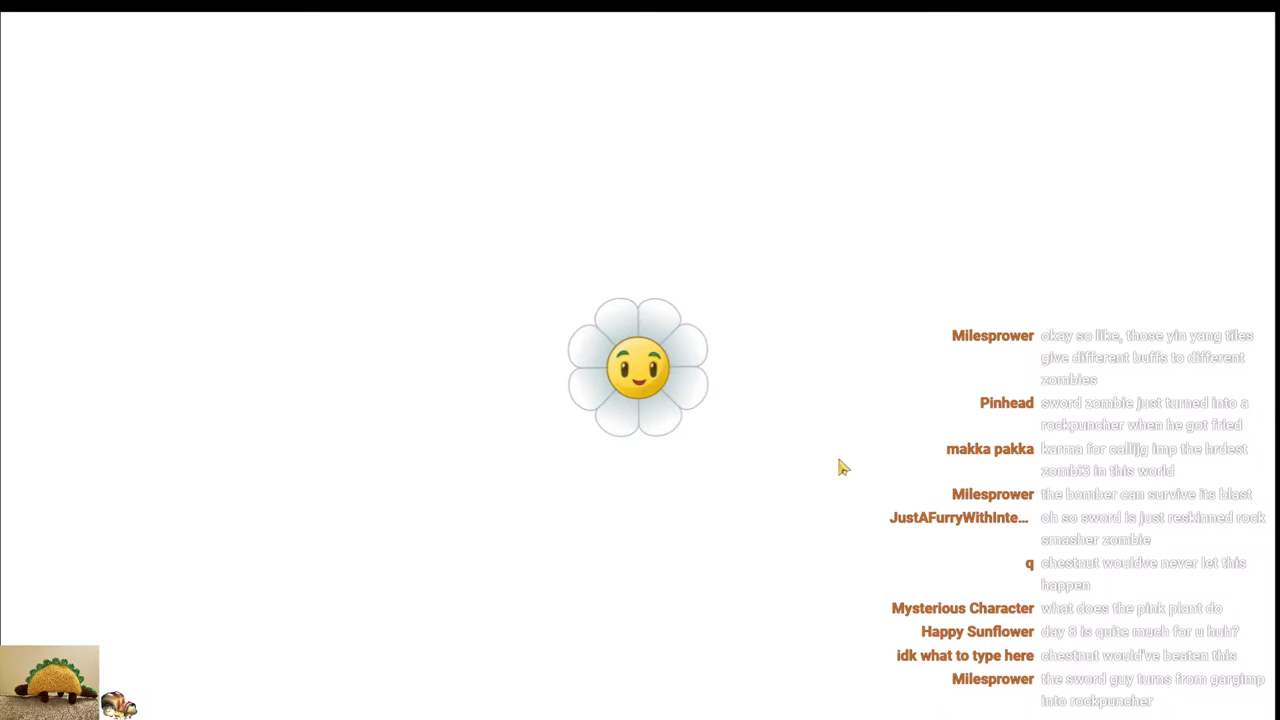 Milesprower okay so like, those yin yang tiles
give different buffs to different
zombies
Pinhead sword zombie just turned into a
rockpuncher when he got fried
makka pakka karma for callijg imp the hrdest
zombi3 in this world
Milesprower the bomber can survive its blast
JustAFurryWithInte... oh so sword is just reskinned rock
smasher zombie
q chestnut wouldve never let this
happen
Mysterious Character what does the pink plant do
Happy Sunflower day 8 is quite much for u huh?
idk what to type here chestnut would've beaten this
Milesprower the sword guy turns from gargimp
into rockpuncher